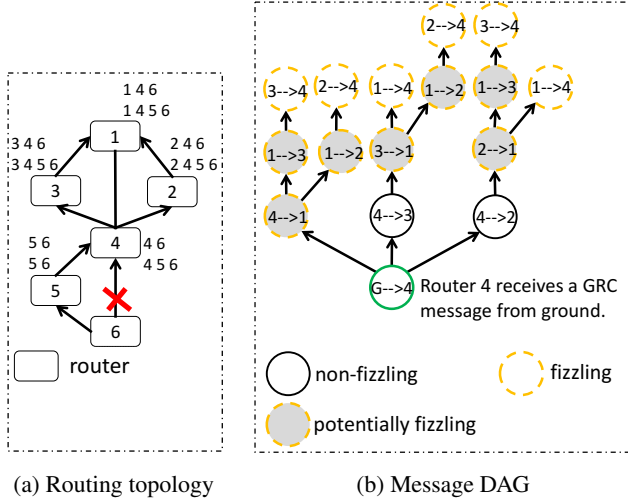 1 4 6
1 4 5 6
1
3 4 6
3 4 5 6
2 4 6
2 4 5 6
3
2
4
4 6
4 5 6
5 6
5 6
5
6
router
(a) Routing topology
2-->4
3-->4
3-->4
2-->4
1-->4
1-->2
1-->3
1-->4
1-->3
1-->2
3-->1
2-->1
4-->1
4-->3
4-->2
G-->4
Router 4 receives a GRC
message from ground.
non-fizzling
fizzling
potentially fizzling
(b) Message DAG